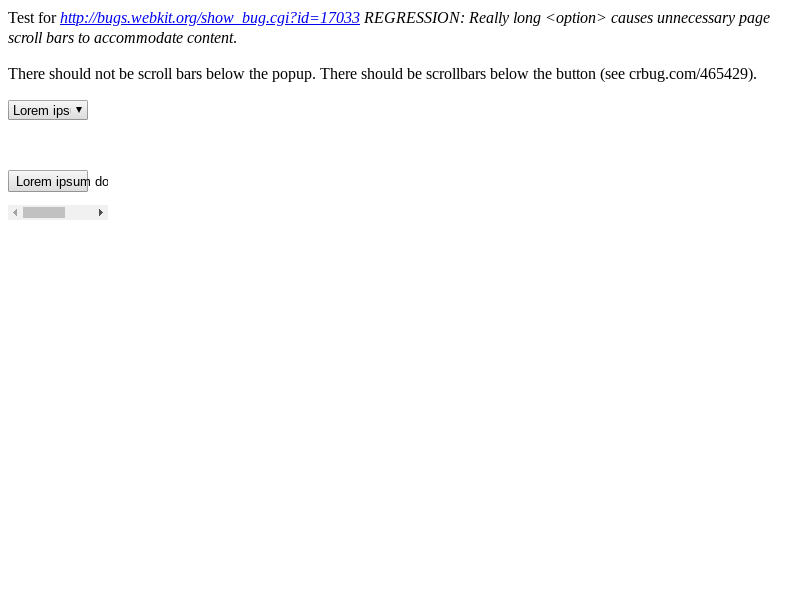 Test for http://bugs.webkit.org/show_bug.cgi?id=17033 REGRESSION: Really long <option> causes unnecessary page
scroll bars to accommodate content.
There should not be scroll bars below the popup. There should be scrollbars below the button (see crbug.com/465429).
Lorem ips
Lorem ipsum do